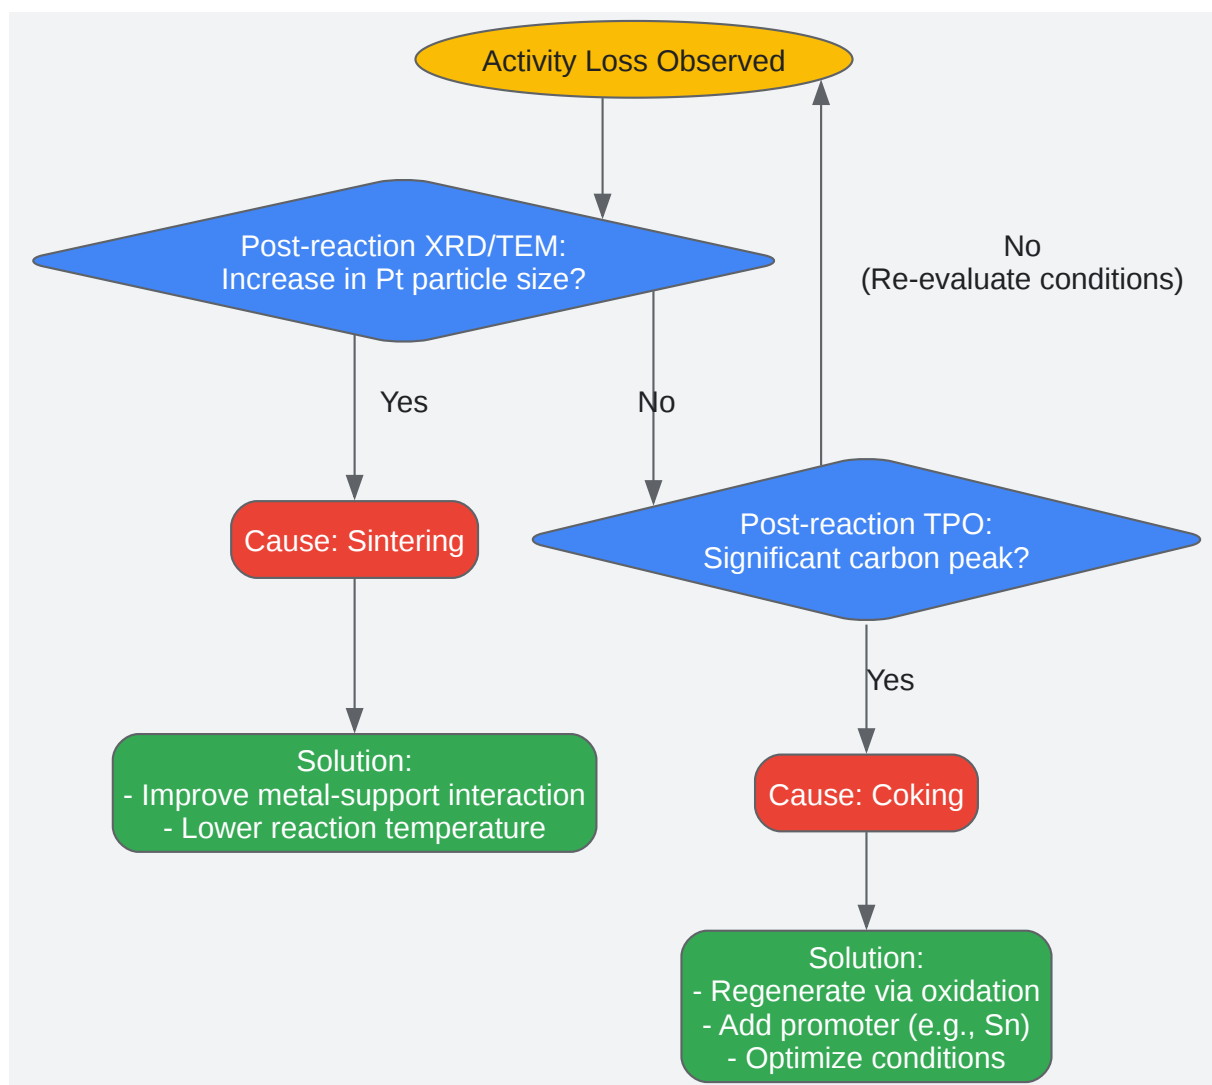 Activity Loss Observed
Post-reaction XRD/TEM:
Increase in Pt particle size?
No
(Re-evaluate conditions)
Yes
No
Cause: Sintering
Post-reaction TPO:
Significant carbon peak?
Yes
Solution:
- Improve metal-support interaction
- Lower reaction temperature
Cause: Coking
Solution:
- Regenerate via oxidation
- Add promoter (e.g., Sn)
- Optimize conditions